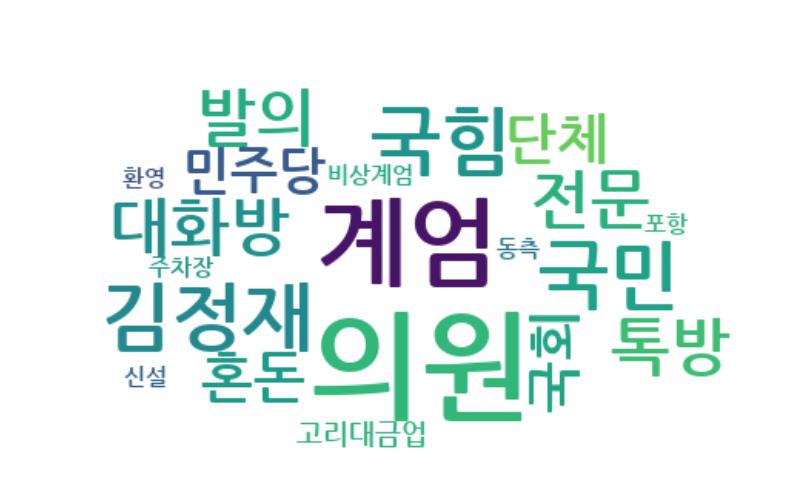 발의
국힘
단체
민주당
환영
비상계엄
전문
대화방
계엄
포항
동측
주차장
국민
김정재
의원
국회
톡방
혼돈
신설
고리대금업